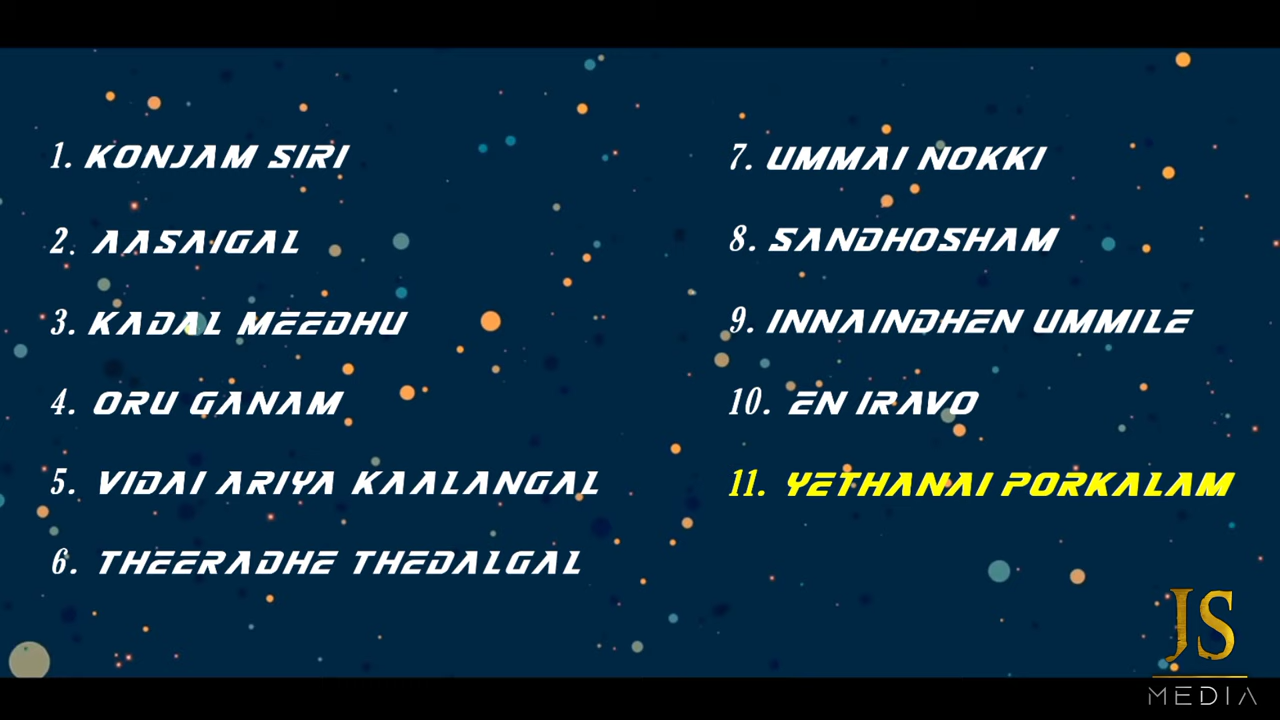 1. KONJAM SIRI
2. AASAIGAL
3. KADAL MEEDHU
4. ORU GANAM
5. VIDAI ARIYA KAALANGAL
6. THEERADHE THEDALGAL
7. UMMAI NOKKI
8. SANDHOSHAM
9. INNAINDHEN UMMILE
10. EN IRAVO
11. YETHANAI PORKALAM
JS
MEDIA